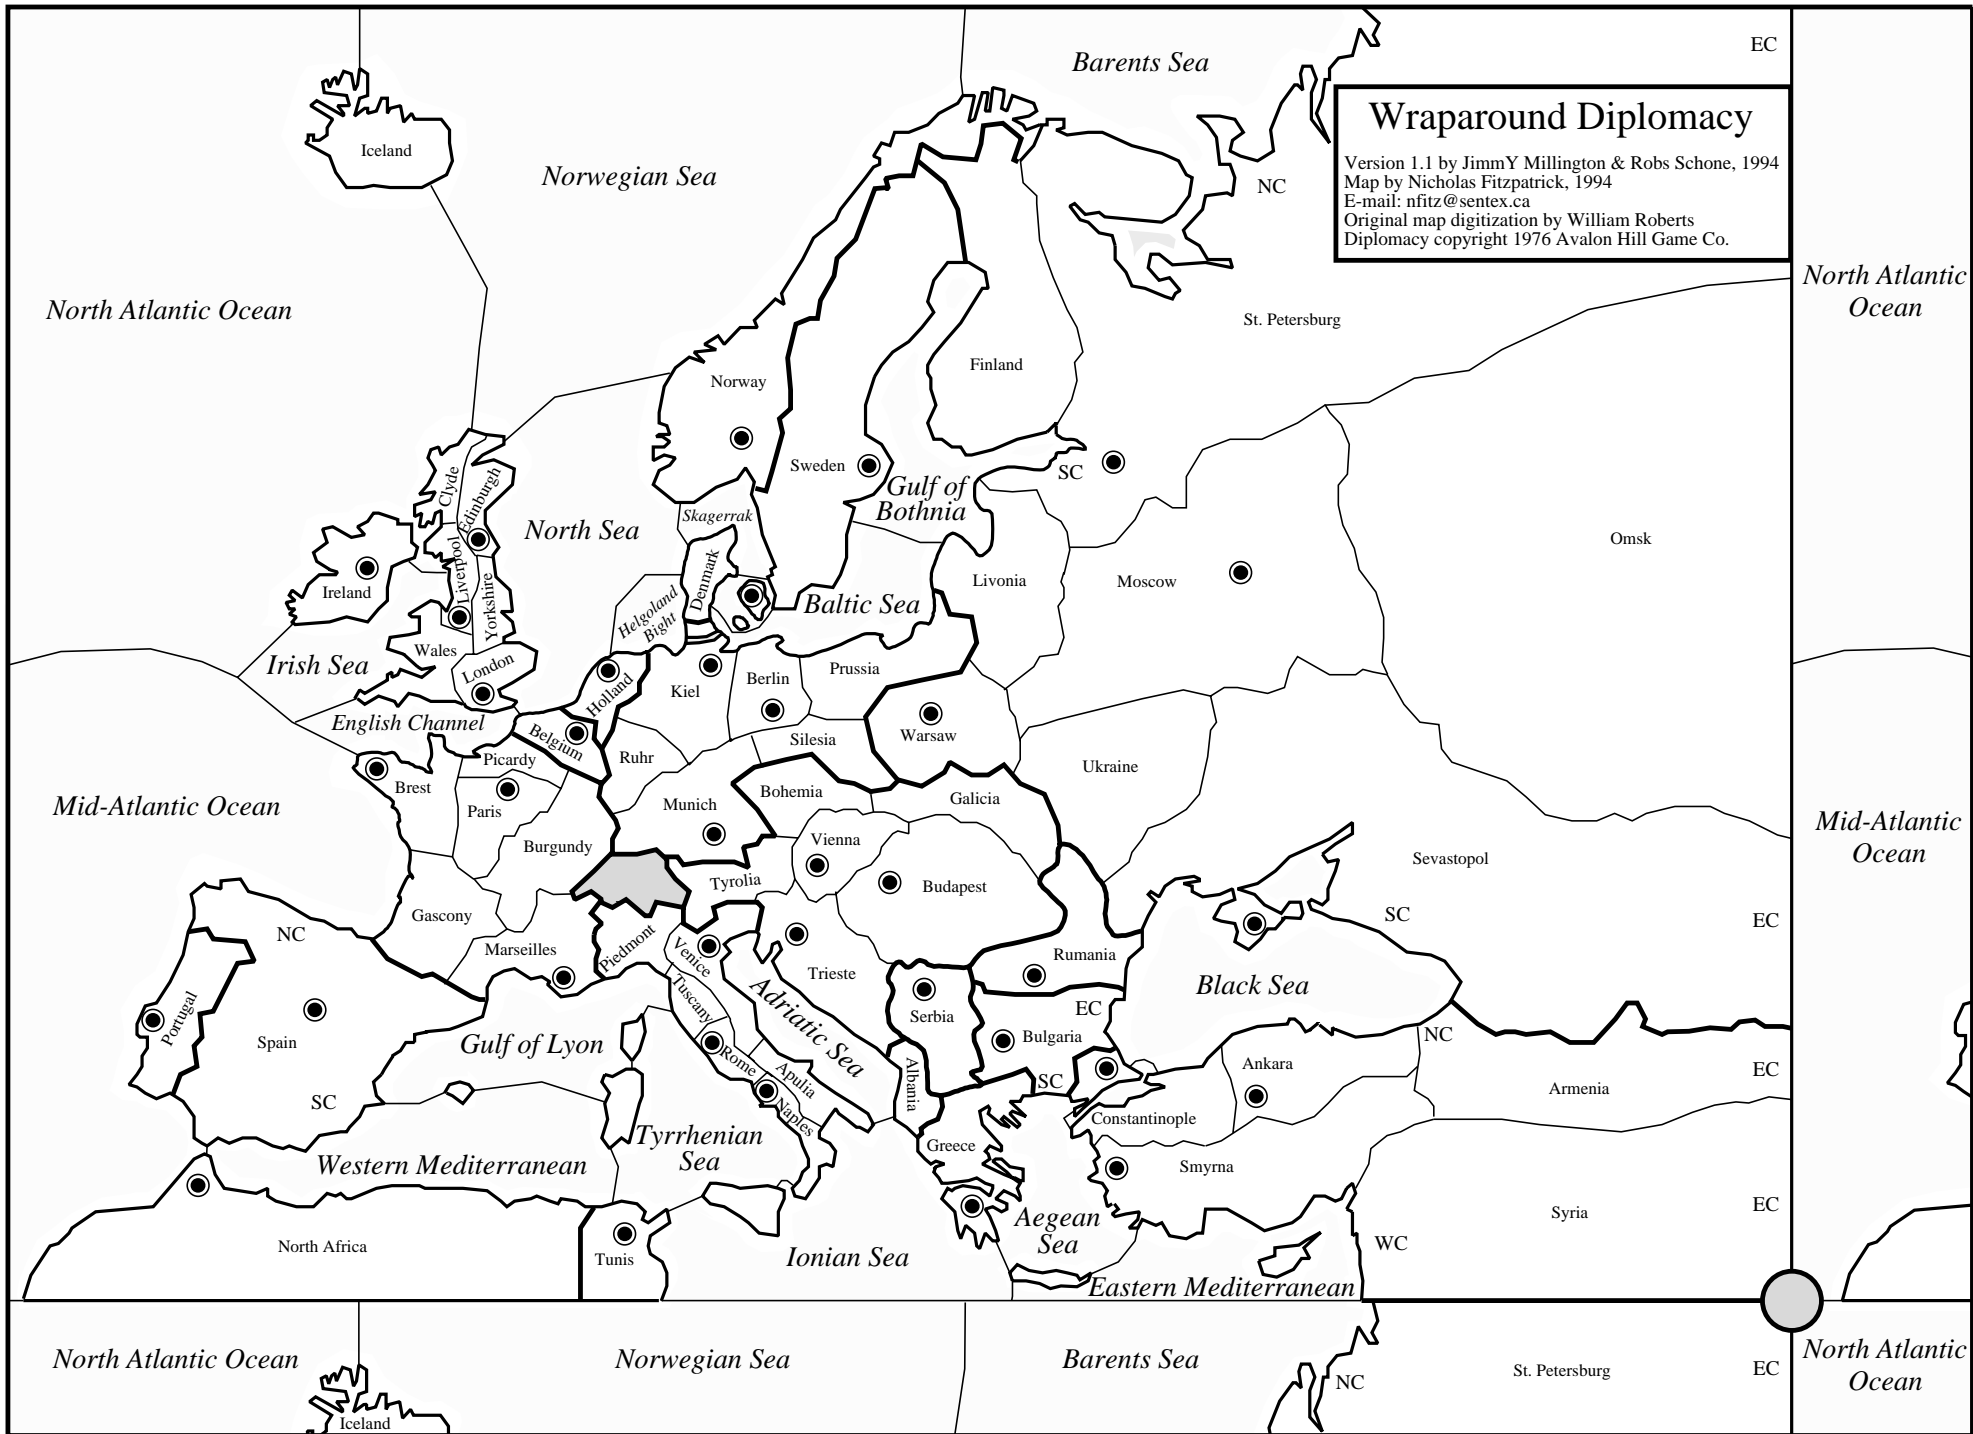 EC
Barents Sea
Wraparound Diplomacy
Version 1.1 by JimmY Millington & Robs Schone, 1994
Map by Nicholas Fitzpatrick, 1994
E-mail: nfitz@sentex.ca
Original map digitization by William Roberts
Diplomacy copyright 1976 Avalon Hill Game Co.
Iceland
Norwegian Sea
NC
North Atlantic Ocean
North Atlantic
Ocean
St. Petersburg
Finland
Norway
Sweden
SC
Gulf of
Bothnia
Clyde
Edinburgh
North Sea
Skagerrak
Omsk
Livonia
Moscow
Ireland
Liverpool
Yorkshire
Denmark
Helgoland
Bight
Baltic Sea
Irish Sea
Wales
London
Holland
Kiel
Berlin
Prussia
English Channel
Belgium
Ruhr
Silesia
Warsaw
Picardy
Ukraine
Brest
Paris
Munich
Bohemia
Galicia
Mid-Atlantic Ocean
Mid-Atlantic
Ocean
Burgundy
Vienna
Sevastopol
Tyrolia
Budapest
Gascony
SC
EC
NC
Marseilles
Piedmont
Venice
Trieste
Rumania
Black Sea
Portugal
Spain
Gulf of Lyon
Tuscany
Adriatic Sea
Serbia
EC
Bulgaria
NC
Rome
Apulia
Albania
SC
Ankara
EC
Armenia
SC
Naples
Constantinople
Tyrrhenian
Sea
Greece
Western Mediterranean
Smyrna
EC
Syria
Aegean
Sea
WC
North Africa
Tunis
Ionian Sea
Eastern Mediterranean
North Atlantic Ocean
Norwegian Sea
Barents Sea
St. Petersburg
EC
NC
North Atlantic
Ocean
Iceland